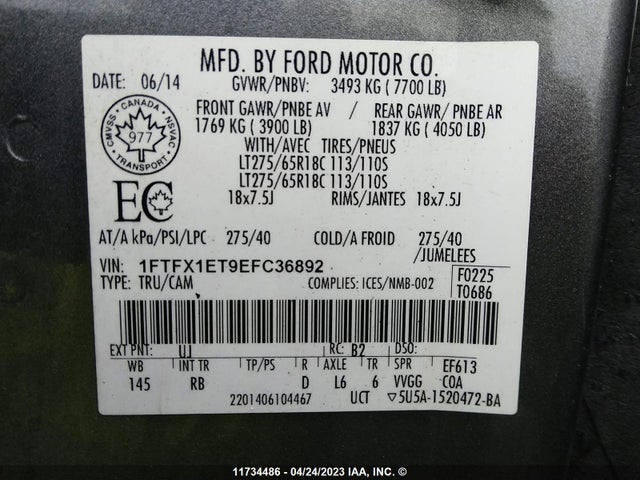 MFD. BY FORD MOTOR CO.
DATE: 06/14 GVWR/PNBV: 3493 KG ( 7700 LB)
FRONT GAWR/PNBE AV / REAR GAWR/ PNBE AR
1769 KG ( 3900 LB) 1837 KG ( 4050 LB)
WITH/AVEC TIRES/PNEUS
LT275/65R18C 113/110S
LT275/65R18C 113/110S
18x7.5J RIMS/JANTES 18x7.5J
CMVSS · CANADA · NSVAC
977
TRANSPORT
EC
AT/A kPa/PSI/LPC 275/40 COLD/A FROID 275/40
/JUMELEES
VIN: 1FTFX1ET9EFC36892
TYPE: TRU/CAM COMPLIES: ICES/NMB-002
F0225
T0686
EXT PNT: UJ RC: B2 DSO:
WB INT TR TP/PS R AXLE TR SPR EF613
145 RB D L6 6 VVGG COA
2201406104467 UCT ▽5U5A-1520472-BA
11734486 - 04/24/2023 IAA, INC. ©